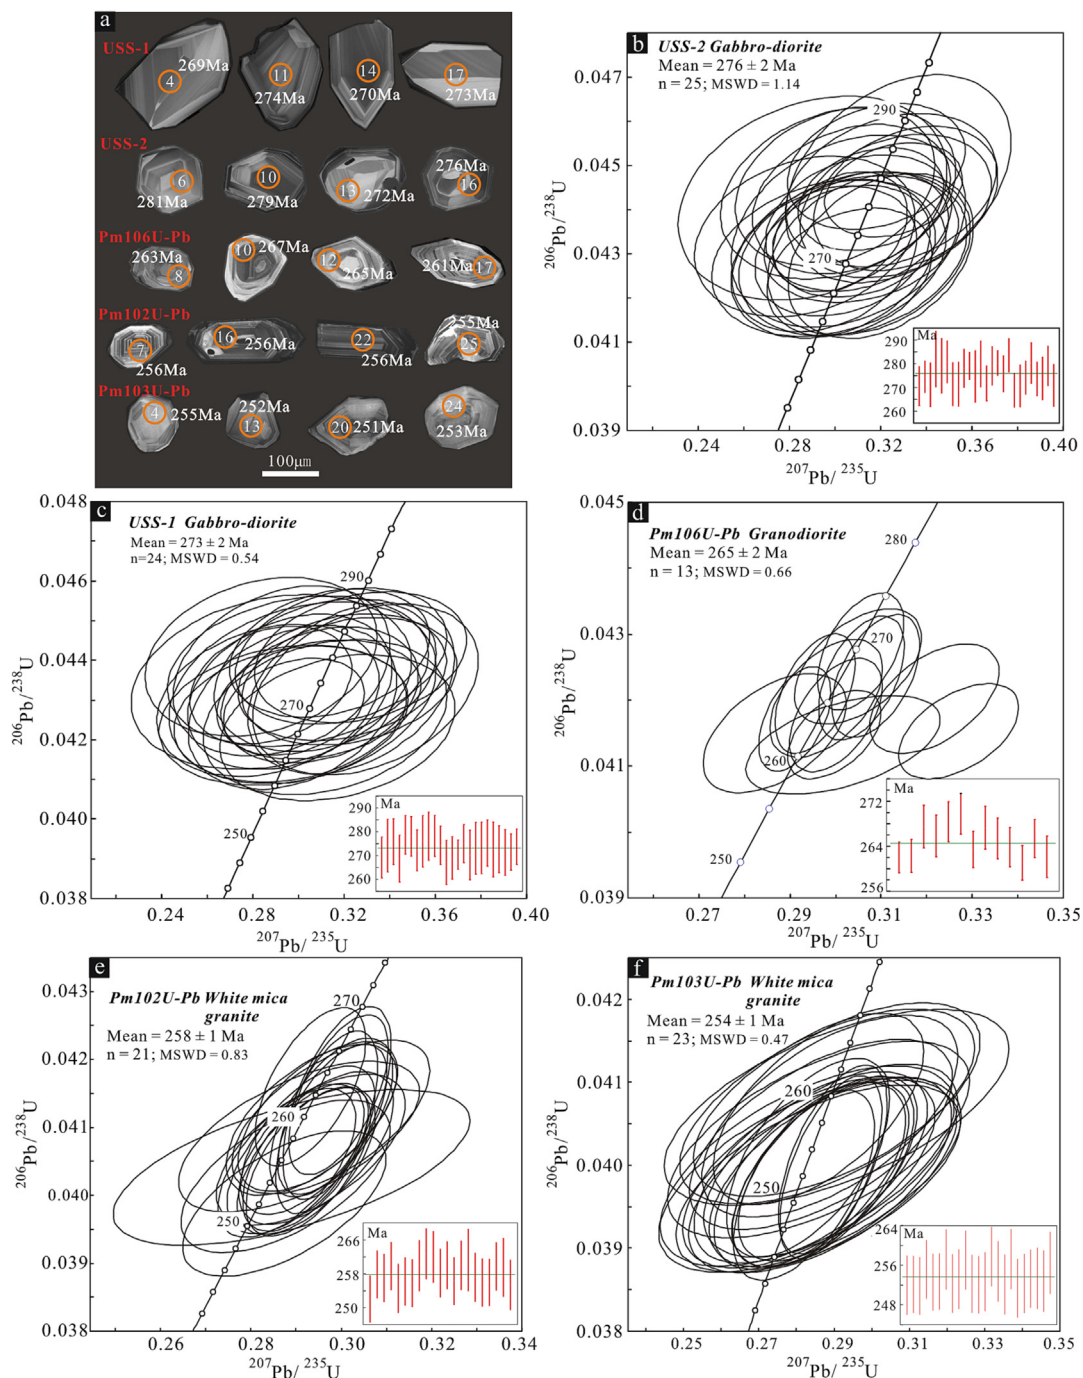 a
USS-1
269Ma
4
11
274Ma
14
270Ma
17
273Ma
USS-2
6
281Ma
10
279Ma
13
272Ma
276Ma
16
Pm106U-Pb
263Ma
8
10
267Ma
12
265Ma
261Ma
17
Pm102U-Pb
7
256Ma
16
256Ma
22
256Ma
255Ma
25
Pm103U-Pb
4
255Ma
252Ma
13
20
251Ma
24
253Ma
100μm
b
USS-2 Gabbro-diorite
Mean = 276 ± 2 Ma
n = 25; MSWD = 1.14
0.047
0.045
0.043
0.041
0.039
206Pb/238U
290
270
Ma
290
280
270
260
0.24 0.28 0.32 0.36 0.40
207Pb/ 235U
c
USS-1 Gabbro-diorite
Mean = 273 ± 2 Ma
n=24; MSWD = 0.54
0.048
0.046
0.044
0.042
0.040
0.038
206Pb/238U
290
270
250
Ma
290
280
270
260
0.24 0.28 0.32 0.36 0.40
207Pb/ 235U
d
Pm106U-Pb Granodiorite
Mean = 265 ± 2 Ma
n = 13; MSWD = 0.66
0.045
0.043
0.041
0.039
206Pb/238U
280
270
260
250
Ma
272
264
256
0.27 0.29 0.31 0.33 0.35
207Pb/ 235U
e
Pm102U-Pb White mica
granite
Mean = 258 ± 1 Ma
n = 21; MSWD = 0.83
0.043
0.042
0.041
0.040
0.039
0.038
206Pb/238U
270
260
250
Ma
266
258
250
0.26 0.28 0.30 0.32 0.34
207Pb/ 235U
f
Pm103U-Pb White mica
granite
Mean = 254 ± 1 Ma
n = 23; MSWD = 0.47
0.042
0.041
0.040
0.039
0.038
206Pb/238U
260
250
264
Ma
256
248
0.23 0.25 0.27 0.29 0.31 0.33 0.35
207Pb/ 235U